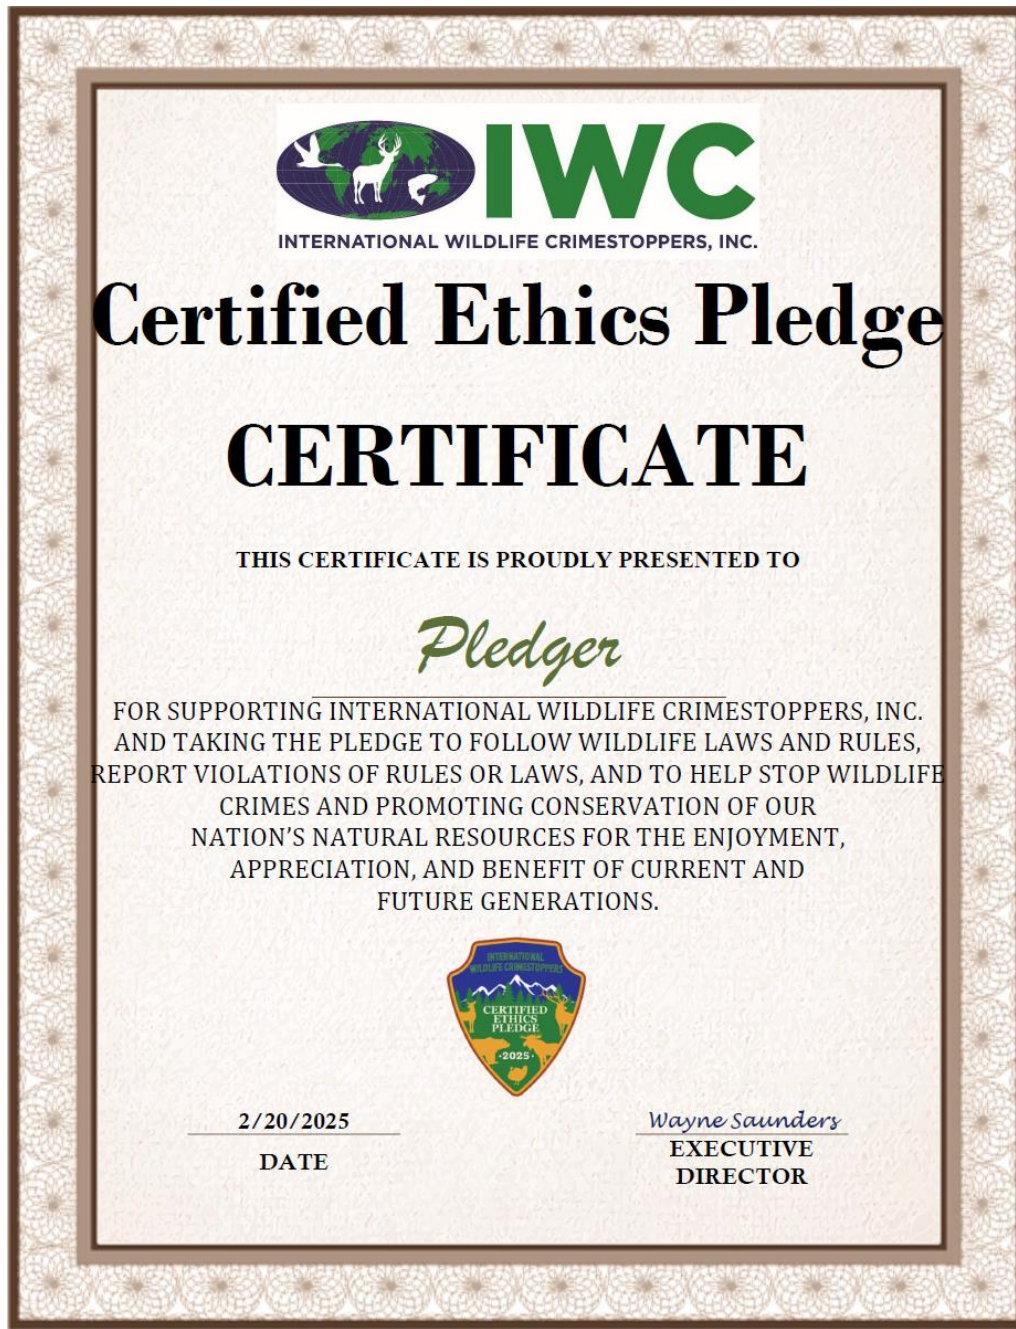 IWC
INTERNATIONAL WILDLIFE CRIMESTOPPERS, INC.
Certified Ethics Pledge
CERTIFICATE
THIS CERTIFICATE IS PROUDLY PRESENTED TO
Pledger
FOR SUPPORTING INTERNATIONAL WILDLIFE CRIMESTOPPERS, INC.
AND TAKING THE PLEDGE TO FOLLOW WILDLIFE LAWS AND RULES,
REPORT VIOLATIONS OF RULES OR LAWS, AND TO HELP STOP WILDLIFE
CRIMES AND PROMOTING CONSERVATION OF OUR
NATION’S NATURAL RESOURCES FOR THE ENJOYMENT,
APPRECIATION, AND BENEFIT OF CURRENT AND
FUTURE GENERATIONS.
INTERNATIONAL
WILDLIFE CRIMESTOPPERS
CERTIFIED
ETHICS
PLEDGE
·2025·
2/20/2025
DATE
Wayne Saunders
EXECUTIVE
DIRECTOR